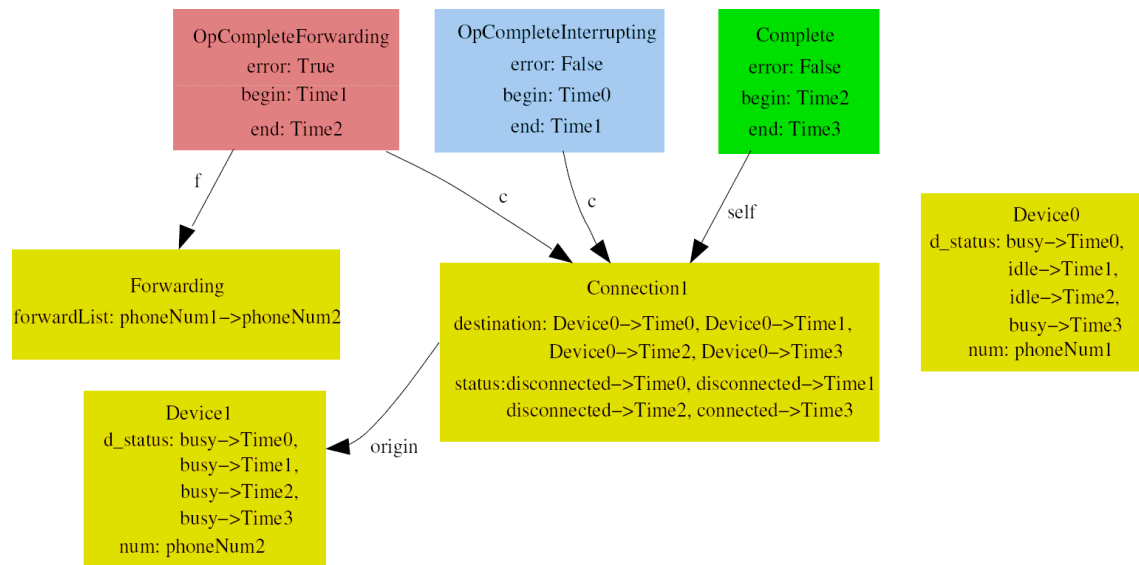 OpCompleteForwarding
error: True
begin: Time1
end: Time2
OpCompleteInterrupting
error: False
begin: Time0
end: Time1
Complete
error: False
begin: Time2
end: Time3
f
c
c
self
Forwarding
forwardList: phoneNum1−>phoneNum2
Connection1
destination: Device0−>Time0, Device0−>Time1,
Device0−>Time2, Device0−>Time3
status:disconnected−>Time0, disconnected−>Time1
disconnected−>Time2, connected−>Time3
Device0
d_status: busy−>Time0,
idle−>Time1,
idle−>Time2,
busy−>Time3
num: phoneNum1
origin
Device1
d_status: busy−>Time0,
busy−>Time1,
busy−>Time2,
busy−>Time3
num: phoneNum2